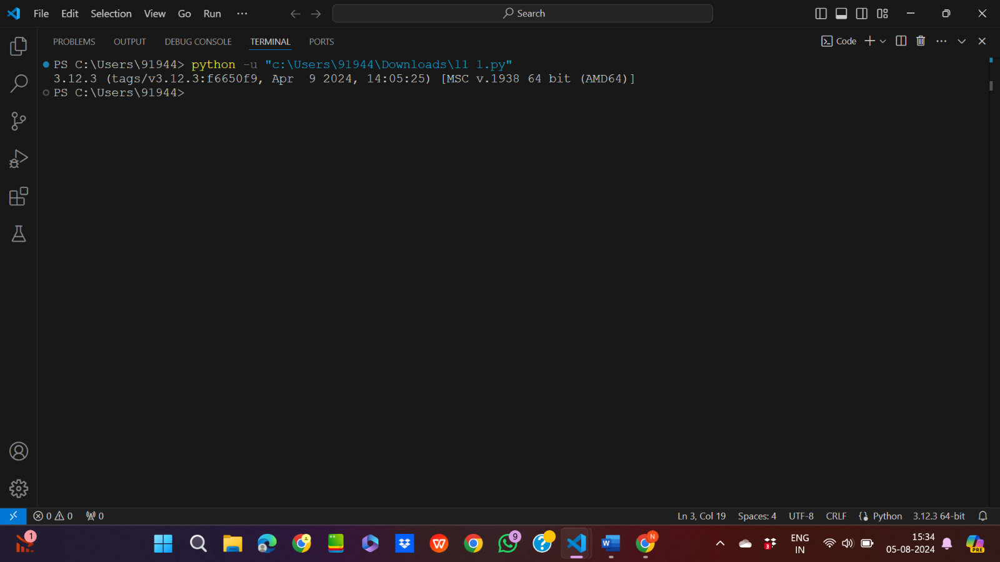 File Edit Selection View Go Run ···
Search
PROBLEMS OUTPUT DEBUG CONSOLE TERMINAL PORTS
Code
PS C:\Users\91944> python -u "c:\Users\91944\Downloads\ll 1.py"
3.12.3 (tags/v3.12.3:f6650f9, Apr  9 2024, 14:05:25) [MSC v.1938 64 bit (AMD64)]
PS C:\Users\91944>
0 0 0
Ln 3, Col 19 Spaces: 4 UTF-8 CRLF Python 3.12.3 64-bit
1
W
9
?
W
N
3
ENG
IN
15:34
05-08-2024
PRE